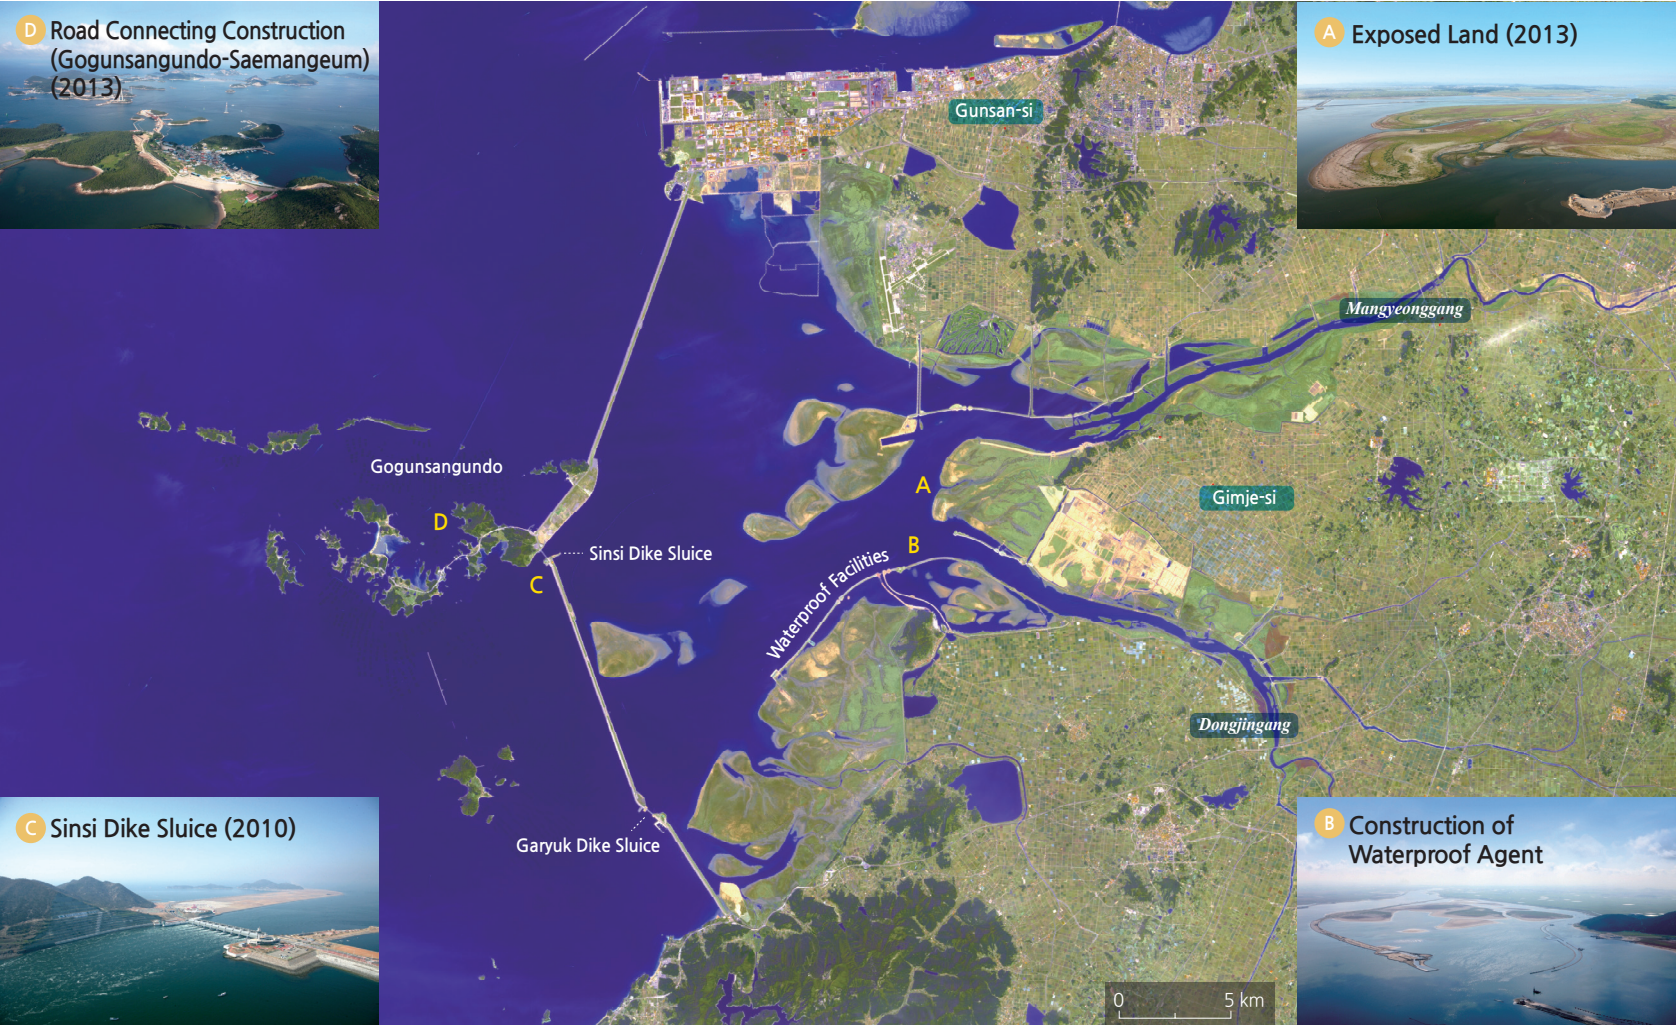 D Road Connecting Construction
(Gogunsangundo-Saemangeum)
(2013)
A Exposed Land (2013)
Gunsan-si
Mangyeonggang
Gogunsangundo
A
Gimje-si
D
B
Sinsi Dike Sluice
C
Waterproof Facilities
Dongjingang
Garyuk Dike Sluice
C Sinsi Dike Sluice (2010)
B Construction of
Waterproof Agent
0 5 km